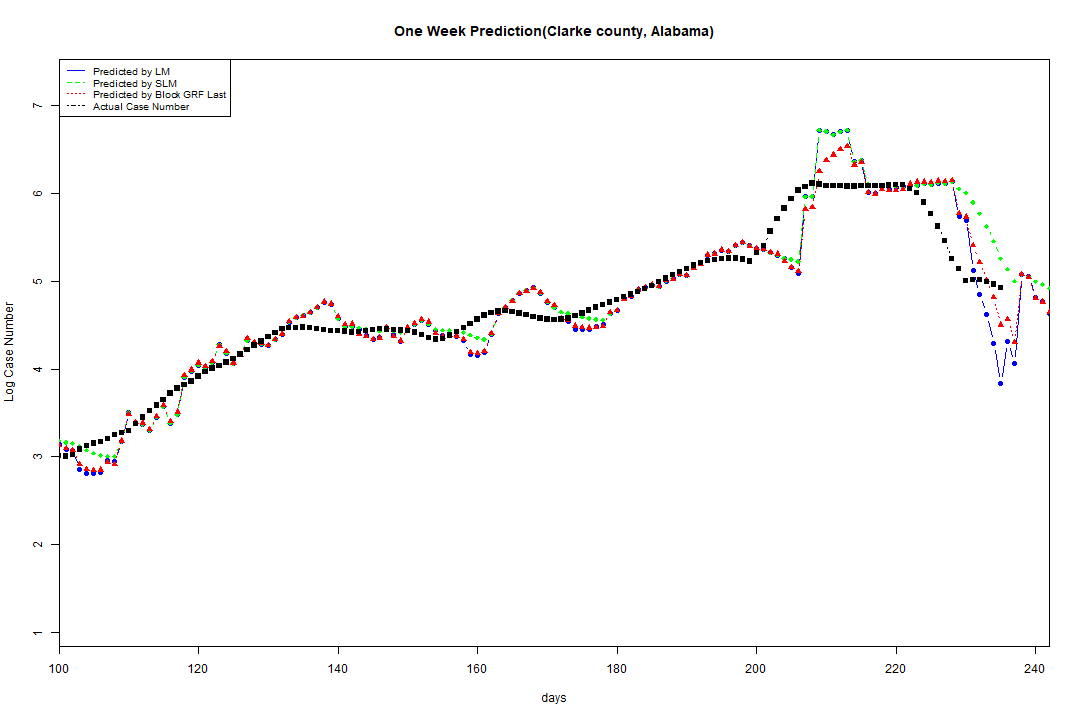 One Week Prediction(Clarke county, Alabama)
Predicted by LM
Predicted by SLM
Predicted by Block GRF Last
Actual Case Number
Log Case Number
7
6
5
4
3
2
1
100 120 140 160 180 200 220 240
days